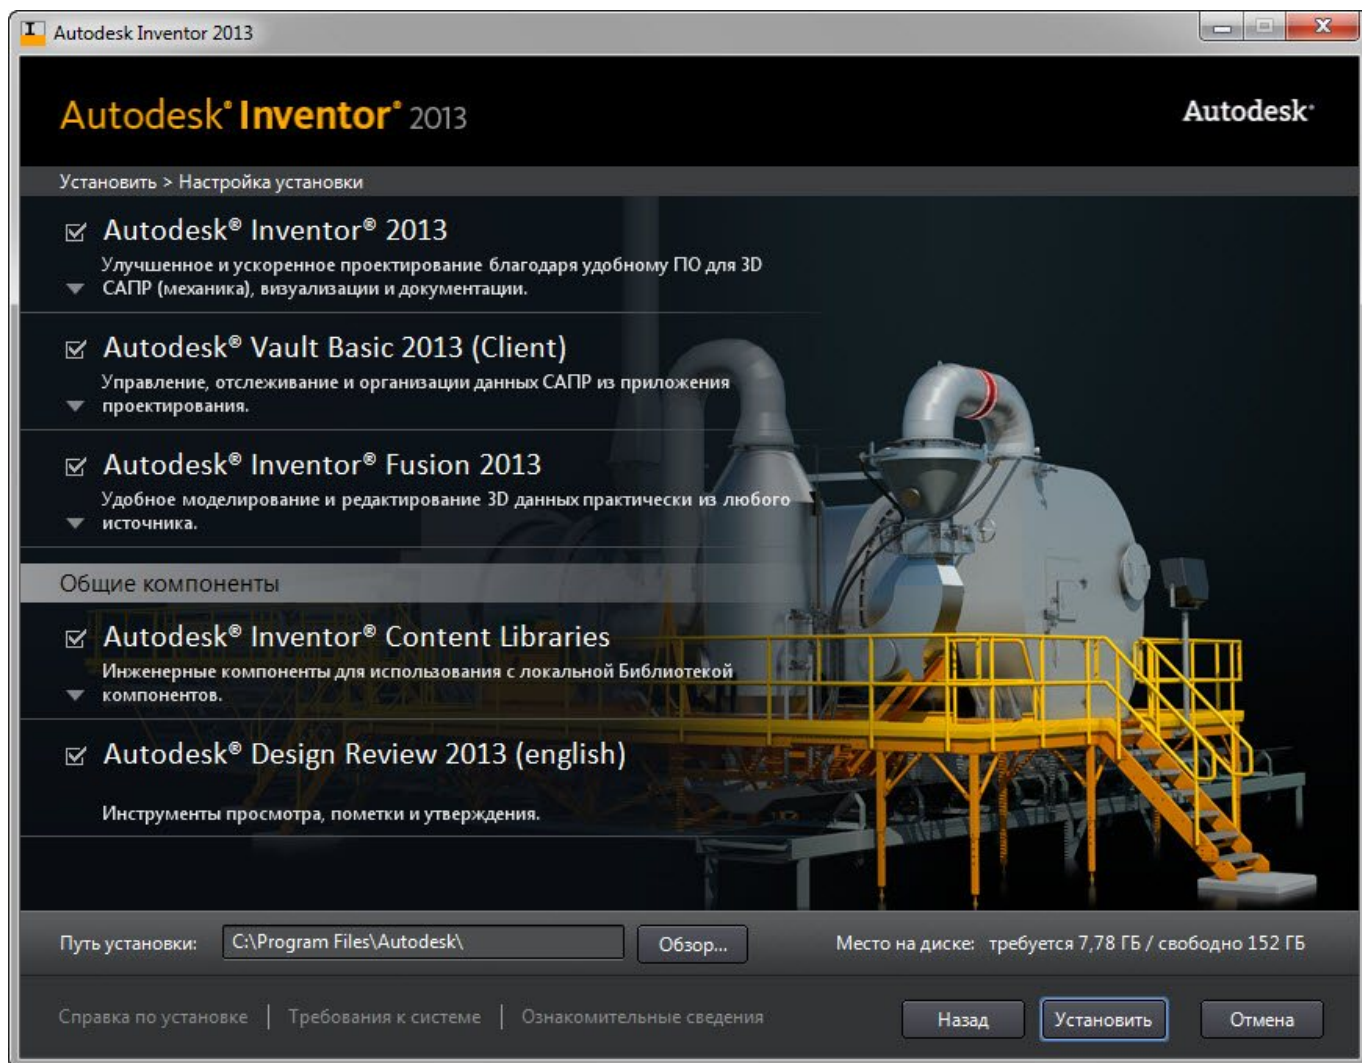 Autodesk Inventor 2013
Autodesk® Inventor® 2013
Autodesk®
Установить > Настройка установки
Autodesk® Inventor® 2013
Улучшенное и ускоренное проектирование благодаря удобному ПО для 3D
САПР (механика), визуализации и документации.
Autodesk® Vault Basic 2013 (Client)
Управление, отслеживание и организации данных САПР из приложения
проектирования.
Autodesk® Inventor® Fusion 2013
Удобное моделирование и редактирование 3D данных практически из любого
источника.
Общие компоненты
Autodesk® Inventor® Content Libraries
Инженерные компоненты для использования с локальной Библиотекой
компонентов.
Autodesk® Design Review 2013 (english)
Инструменты просмотра, пометки и утверждения.
Путь установки: C:\Program Files\Autodesk\ Обзор... Место на диске: требуется 7,78 ГБ / свободно 152 ГБ
Справка по установке | Требования к системе | Ознакомительные сведения Назад Установить Отмена